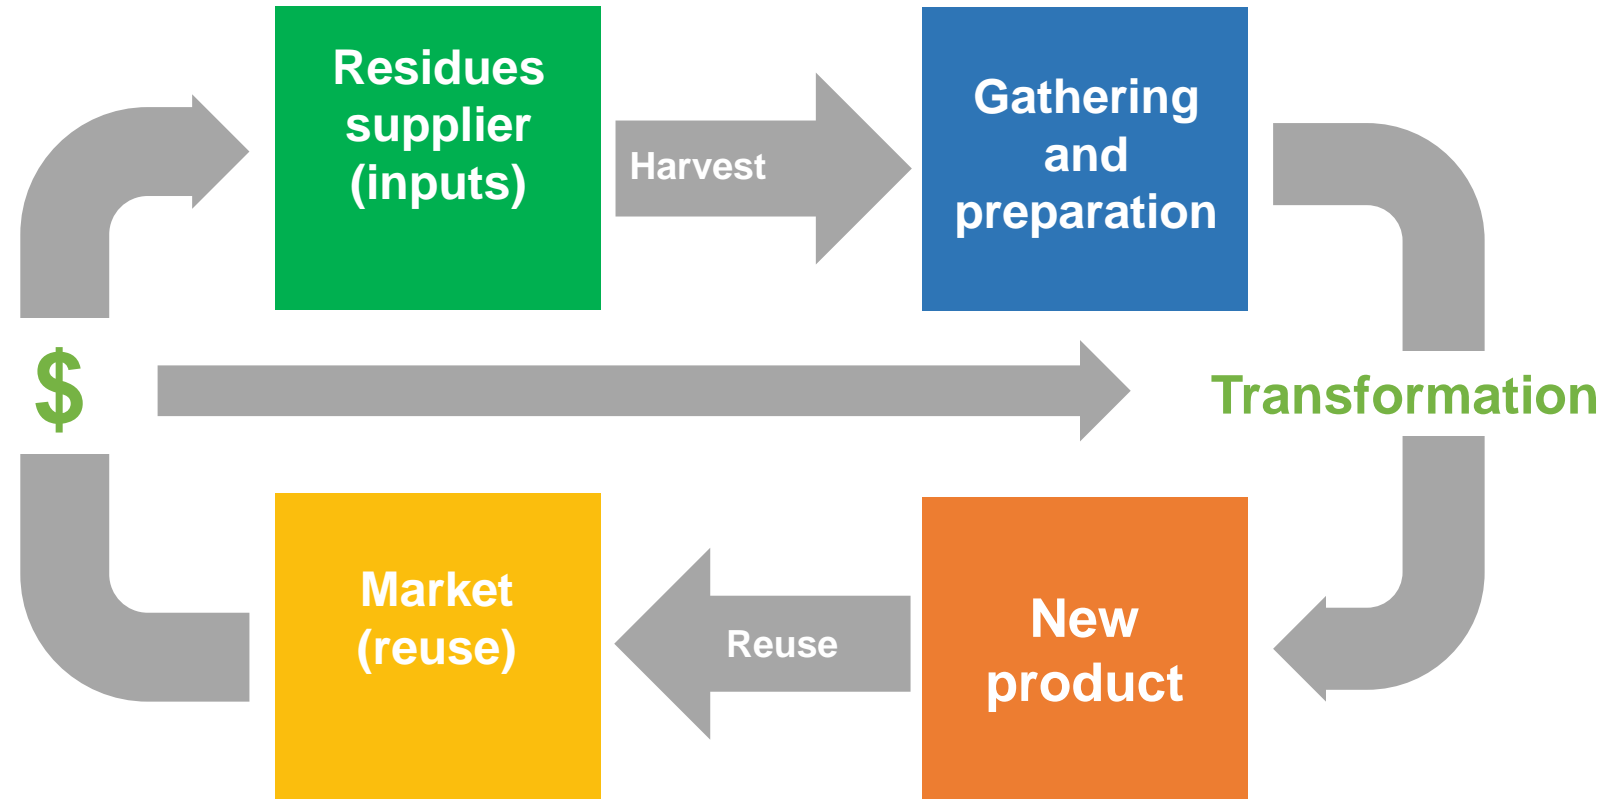 Residues
supplier
(inputs)
Harvest
Gathering
and
preparation
$
Transformation
Market
(reuse)
Reuse
New
product